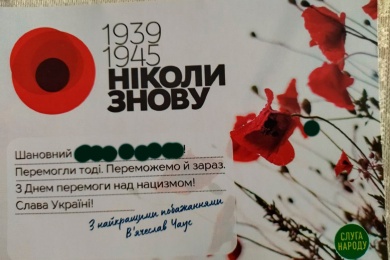 1939
1945
НІКОЛИ
ЗНОВУ
Шановний !
Перемогли тоді. Переможемо й зараз.
З Днем перемоги над нацизмом!
Слава Україні!
З найкращими побажаннями
В'ячеслав Чаус
СЛУГА
НАРОДУ